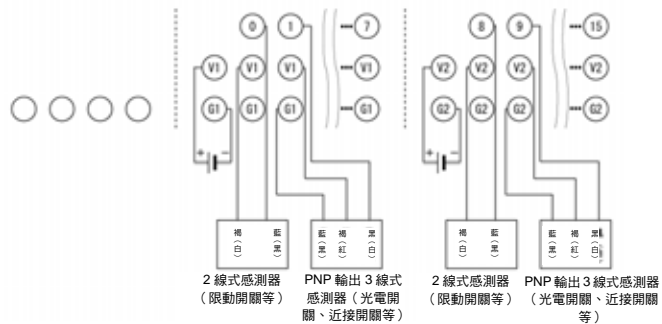 0 1 7 8 9 15
V1 V1 V1 V1 V2 V2 V2 V2
G1 G1 G1 G1 G2 G2 G2 G2
+ − + −
褐(白) 藍(黑) 藍(黑) 褐(紅) 黑(白) 褐(白) 藍(黑) 藍(黑) 褐(紅) 黑(白)
2 線式感測器
(限動開關等)
PNP 輸出 3 線式
感測器(光電開
關、近接開關等)
2 線式感測器
(限動開關等)
PNP 輸出 3 線式感測器
(光電開關、近接開關
等)